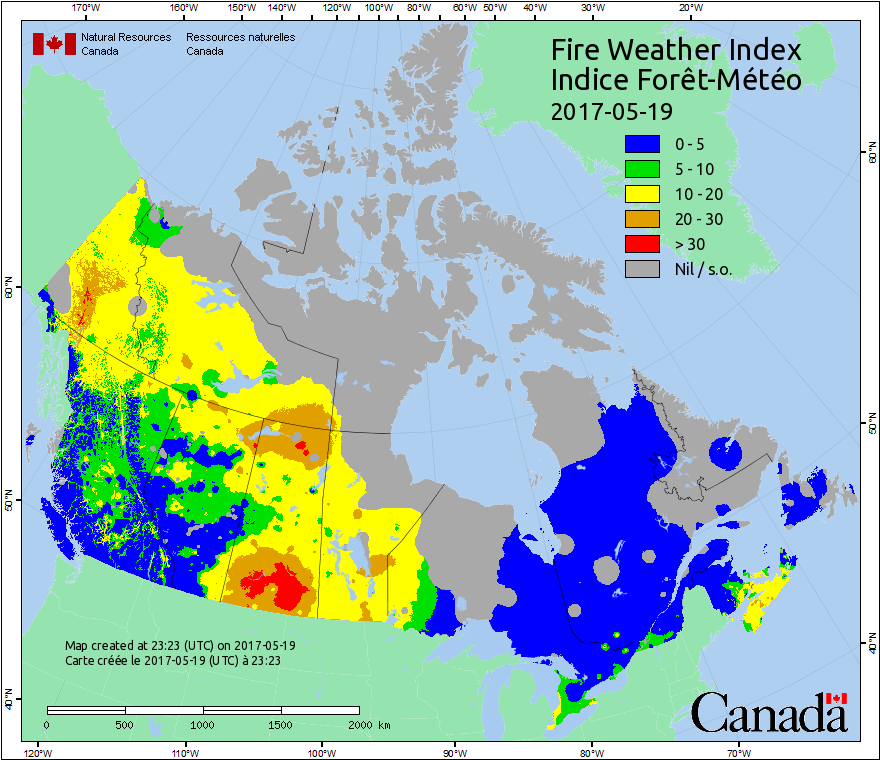 170°W 160°W 150°W 140°W 130°W 120°W 110°W 100°W 90°W 80°W 70°W 60°W 50°W 40°W 30°W 20°W
Natural Resources Ressources naturelles
Canada Canada
Fire Weather Index
Indice Forêt-Météo
2017-05-19
0 - 5
5 - 10
10 - 20
20 - 30
> 30
Nil / s.o.
60°N
60°N
50°N
50°N
40°N
40°N
Map created at 23:23 (UTC) on 2017-05-19
Carte créée le 2017-05-19 (UTC) à 23:23
0 500 1000 1500 2000 km
Canada
120°W 110°W 100°W 90°W 80°W 70°W